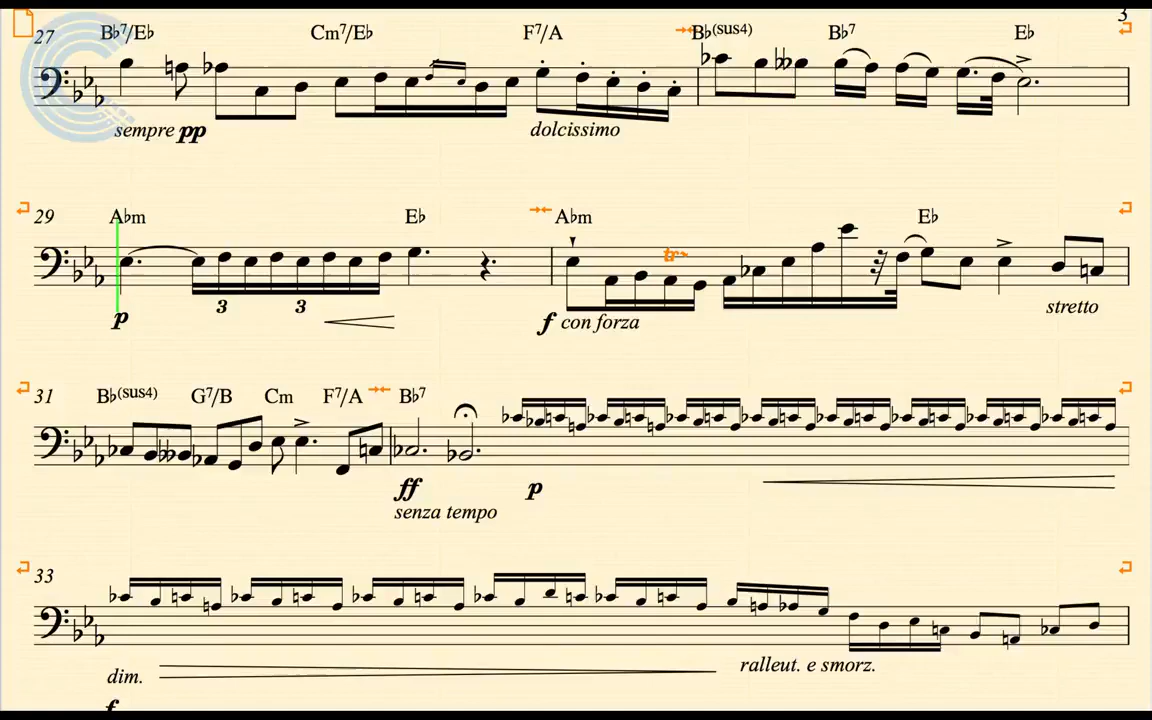 3
27 B♭7/E♭ Cm7/E♭ F7/A B♭(sus4) B♭7 E♭
sempre pp dolcissimo
29 A♭m E♭ A♭m E♭
tr
3 3
p f con forza stretto
31 B♭(sus4) G7/B Cm F7/A B♭7
ff p
senza tempo
33
dim. ralleut. e smorz.
f